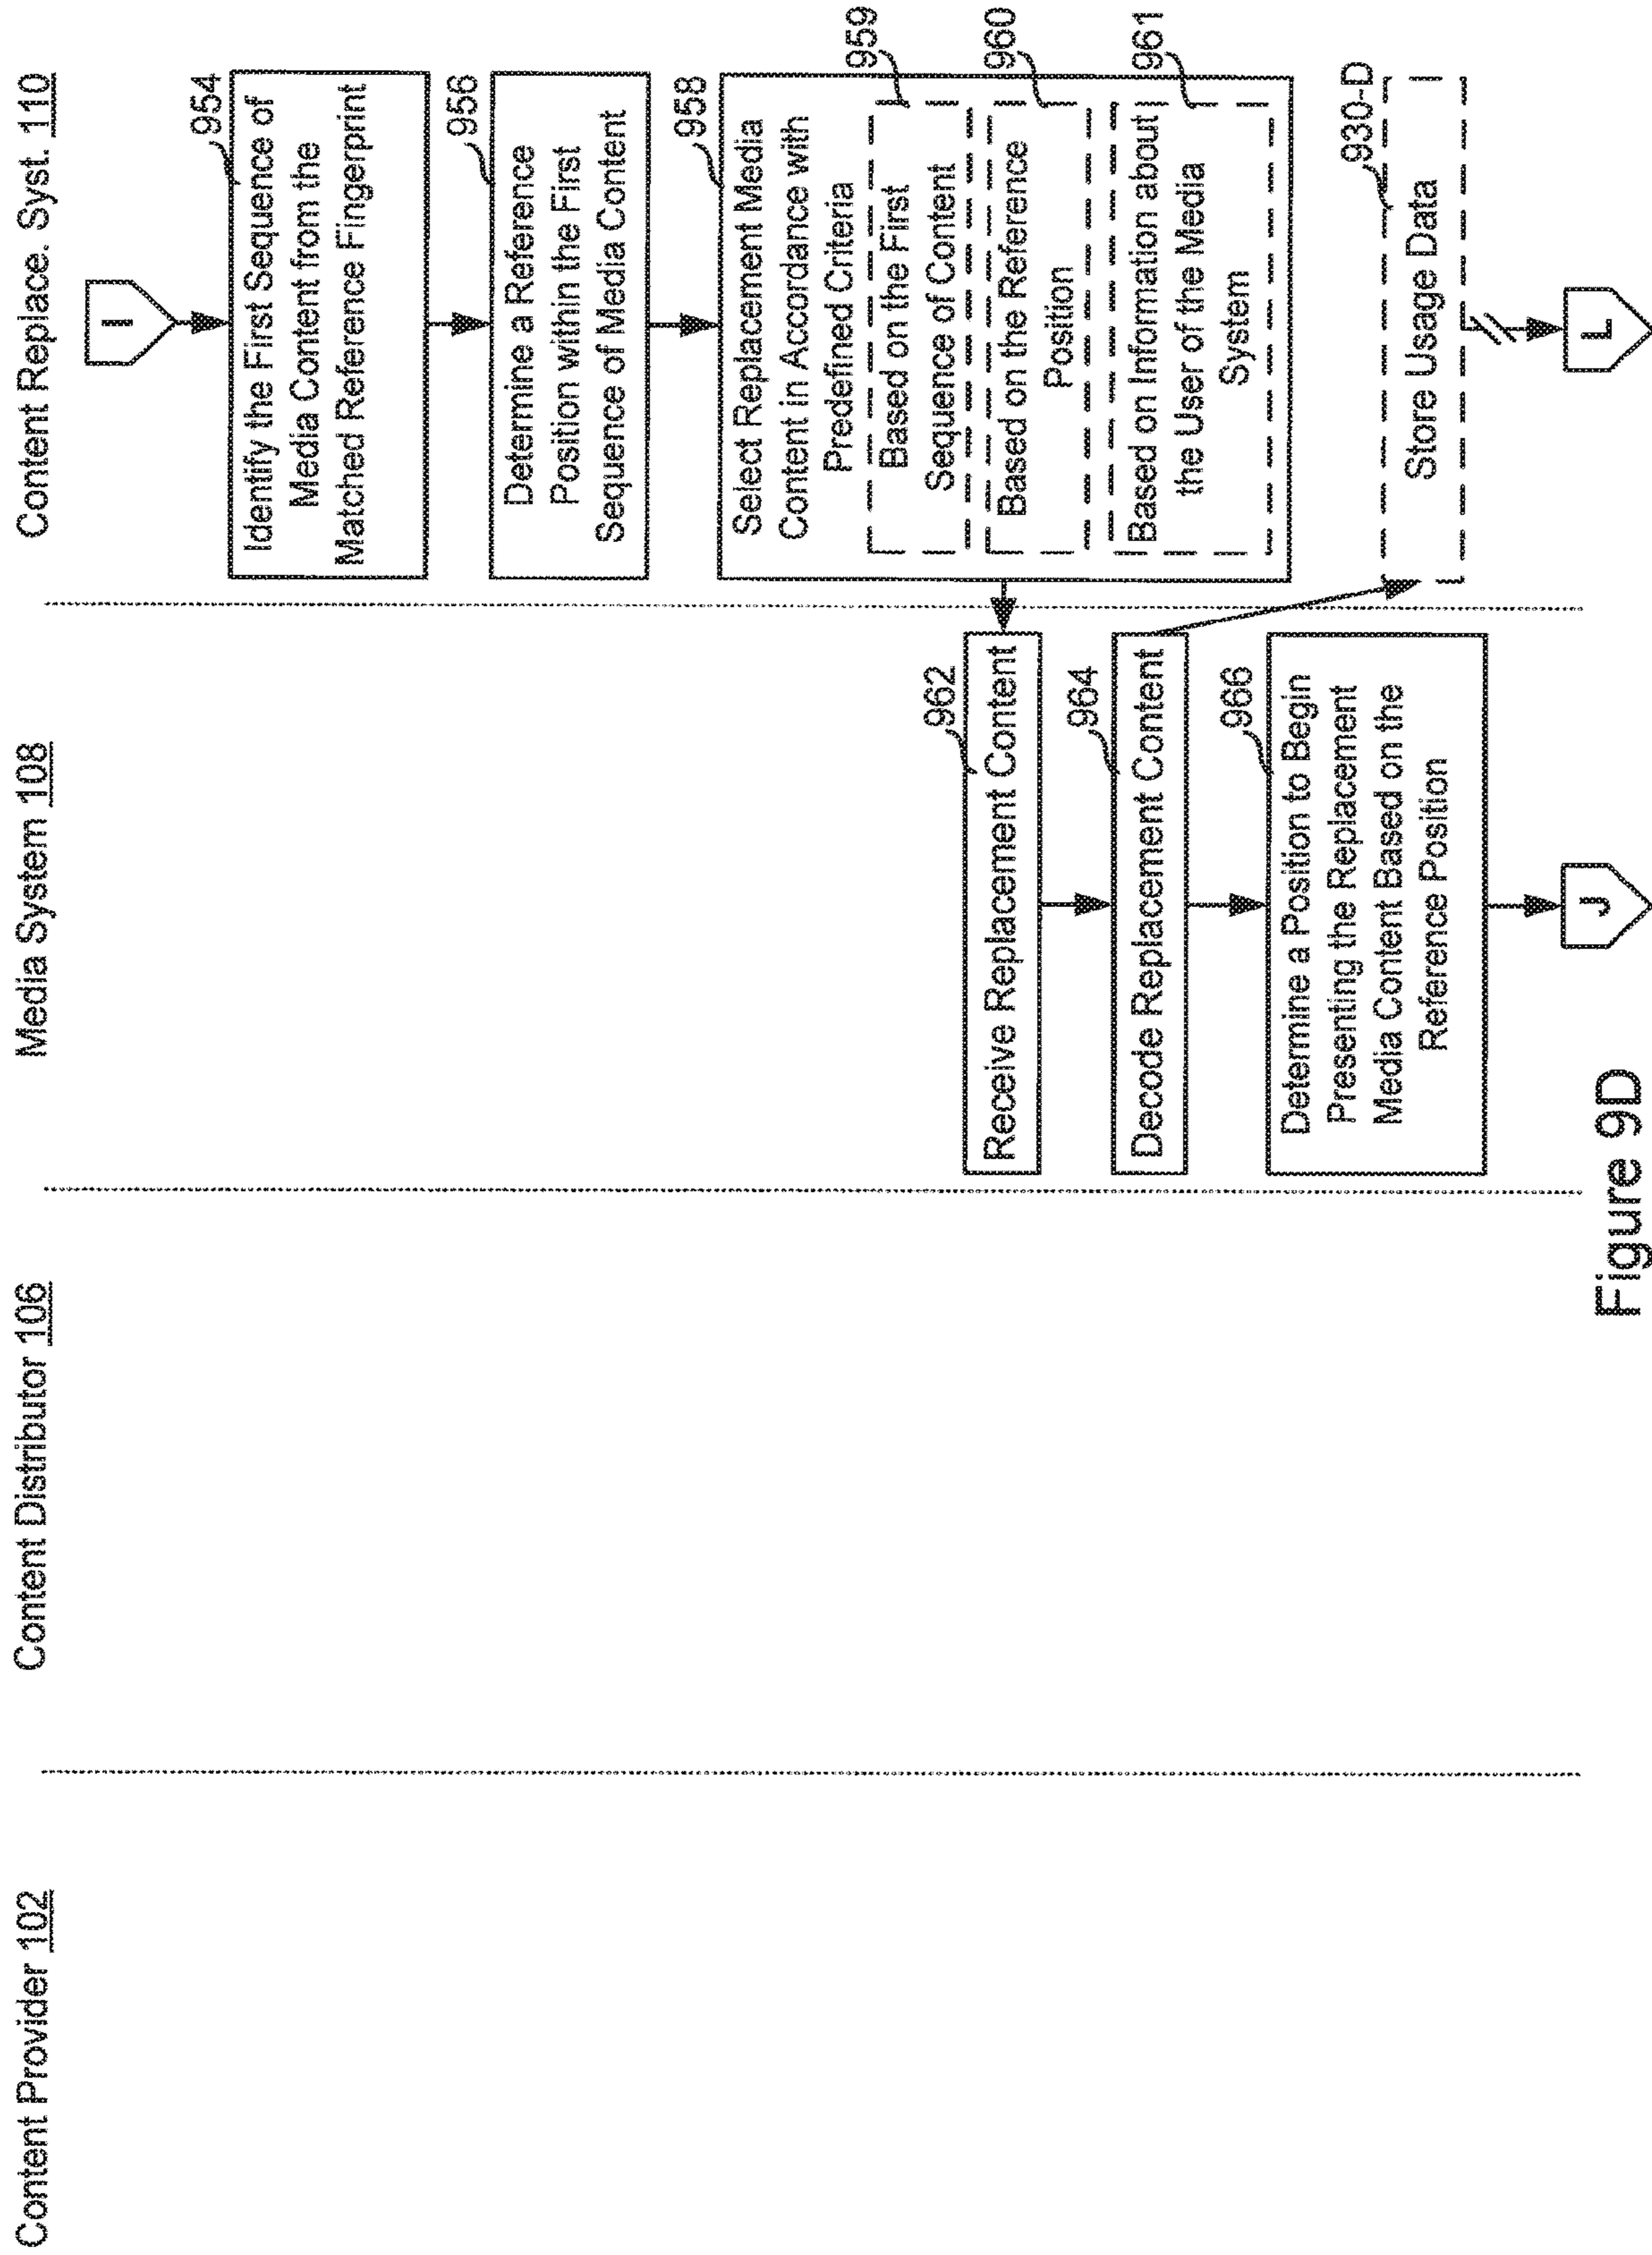 Content Provider 102
Content Distributor 106
Media System 108
Content Replace. Syst. 110
I
954
Identify the First Sequence of
Media Content from the
Matched Reference Fingerprint
956
Determine a Reference
Position within the First
Sequence of Media Content
958
Select Replacement Media
Content in Accordance with
Predefined Criteria
959
Based on the First
Sequence of Content
960
Based on the Reference
Position
961
Based on Information about
the User of the Media
System
962
Receive Replacement Content
964
Decode Replacement Content
966
Determine a Position to Begin
Presenting the Replacement
Media Content Based on the
Reference Position
930-D
Store Usage Data
J
L
Figure 9D